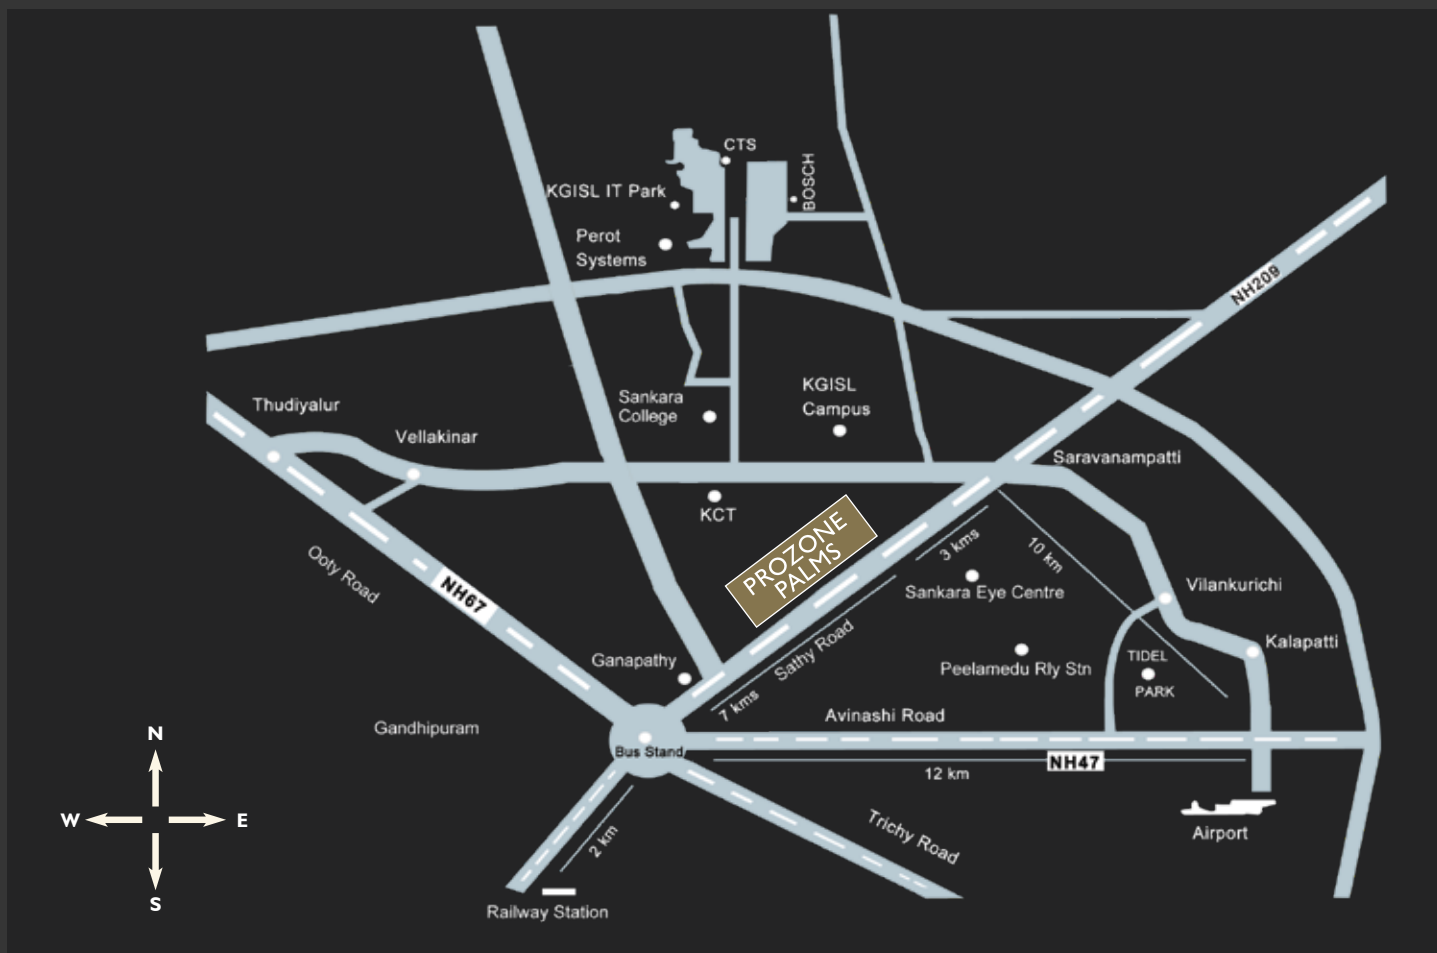 CTS
BOSCH
KGISL IT Park
Perot
Systems
NH209
Sankara
College
KGISL
Campus
Thudiyalur
Vellakinar
Saravanampatti
KCT
PROZONE
PALMS
3 kms
10 km
Ooty Road
NH67
Sankara Eye Centre
Vilankurichi
Sathy Road
Kalapatti
Ganapathy
Peelamedu Rly Stn
TIDEL
PARK
7 kms
Avinashi Road
Gandhipuram
Bus Stand
NH47
12 km
N
W
E
S
2 km
Trichy Road
Airport
Railway Station